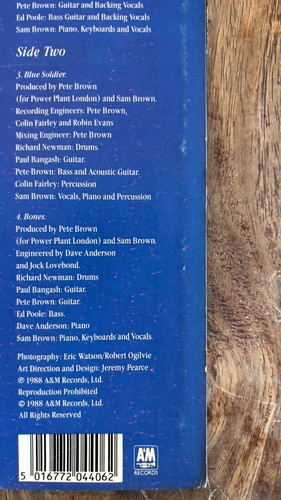 Pete Brown: Guitar and Backing Vocals
Ed Poole: Bass Guitar and Backing Vocals
Sam Brown: Piano, Keyboards and Vocals
Side Two
3. Blue Soldier.
Produced by Pete Brown
(for Power Plant London) and Sam Brown.
Recording Engineers: Pete Brown,
Colin Fairley and Robin Evans
Mixing Engineer: Pete Brown
Richard Newman: Drums.
Paul Bangash: Guitar.
Pete Brown: Bass and Acoustic Guitar.
Colin Fairley: Percussion
Sam Brown: Vocals, Piano and Percussion
4. Bones.
Produced by Pete Brown
(for Power Plant London) and Sam Brown.
Engineered by Dave Anderson
and Jock Lovebond.
Richard Newman: Drums
Paul Bangash: Guitar.
Pete Brown: Guitar.
Ed Poole: Bass.
Dave Anderson: Piano
Sam Brown: Piano, Keyboards and Vocals.
Photography: Eric Watson/Robert Ogilvie
Art Direction and Design: Jeremy Pearce
℗ 1988 A&M Records, Ltd.
Reproduction Prohibited
© 1988 A&M Records, Ltd.
All Rights Reserved
5 016772 044062
A&M
RECORDS